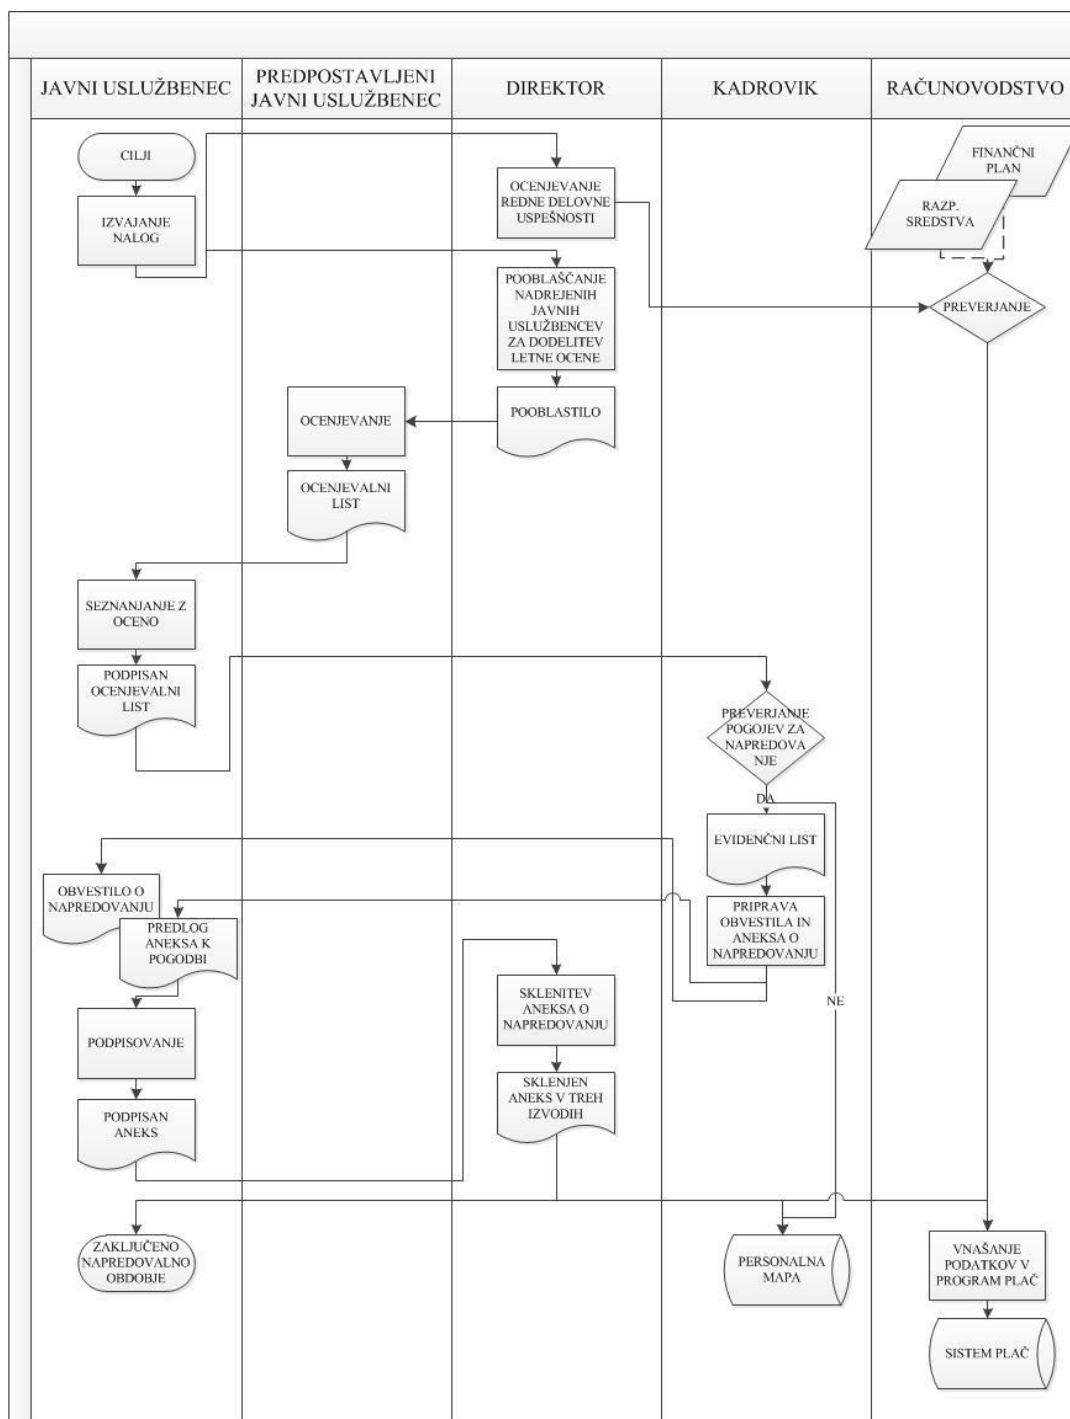 JAVNI USLUŽBENEC
PREDPOSTAVLJENI
JAVNI USLUŽBENEC
DIREKTOR
KADROVIK
RAČUNOVODSTVO
CILJI
IZVAJANJE
NALOG
OCENJEVANJE
REDNE DELOVNE
USPEŠNOSTI
FINANČNI
PLAN
RAZP.
SREDSTVA
POOBLAŠČANJE
NADREJENIH
JAVNIH
USLUŽBENCEV
ZA DODELITEV
LETNE OCENE
PREVERJANJE
OCENJEVANJE
POOBLASTILO
OCENJEVALNI
LIST
SEZNANJANJE Z
OCENO
PODPISAN
OCENJEVALNI
LIST
PREVERJANJE
POGOJEV ZA
NAPREDOVA
NJE
DA
EVIDENČNI LIST
OBVESTILO O
NAPREDOVANJU
PREDLOG
ANEKSA K
POGODBI
PRIPRAVA
OBVESTILA IN
ANEKSA O
NAPREDOVANJU
NE
SKLENITEV
ANEKSA O
NAPREDOVANJU
PODPISOVANJE
SKLENJEN
ANEKS V TREH
IZVODIH
PODPISAN
ANEKS
ZAKLJUČENO
NAPREDOVALNO
OBDOBJE
PERSONALNA
MAPA
VNAŠANJE
PODATKOV V
PROGRAM PLAČ
SISTEM PLAČ